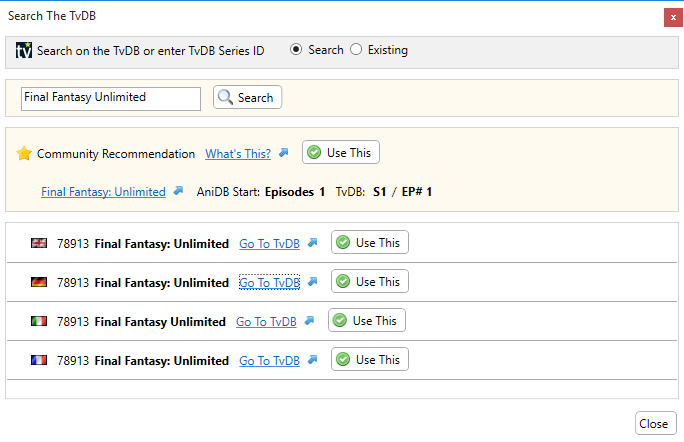 Search The TvDB
x
tv Search on the TvDB or enter TvDB Series ID Search Existing
Final Fantasy Unlimited Search
Community Recommendation What's This? Use This
Final Fantasy: Unlimited AniDB Start: Episodes 1 TvDB: S1 / EP# 1
78913 Final Fantasy: Unlimited Go To TvDB Use This
78913 Final Fantasy: Unlimited Go To TvDB Use This
78913 Final Fantasy Unlimited Go To TvDB Use This
78913 Final Fantasy: Unlimited Go To TvDB Use This
Close